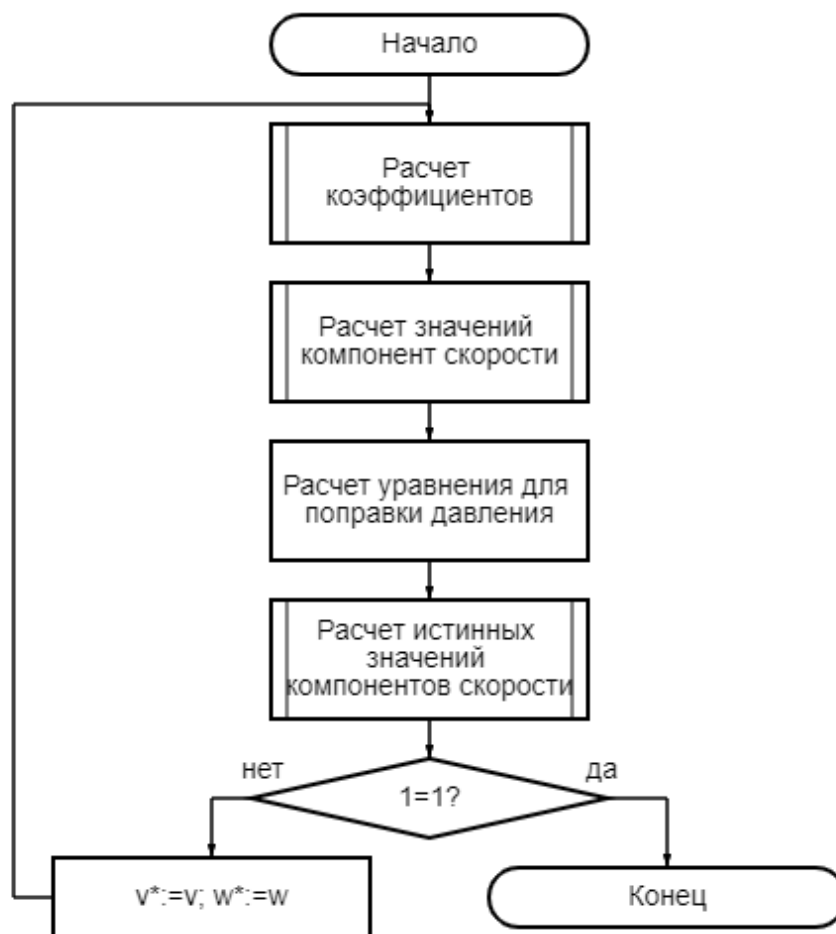 Начало
Расчет
коэффициентов
Расчет значений
компонент скорости
Расчет уравнения для
поправки давления
Расчет истинных
значений
компонентов скорости
нет
1=1?
да
v*:=v; w*:=w
Конец